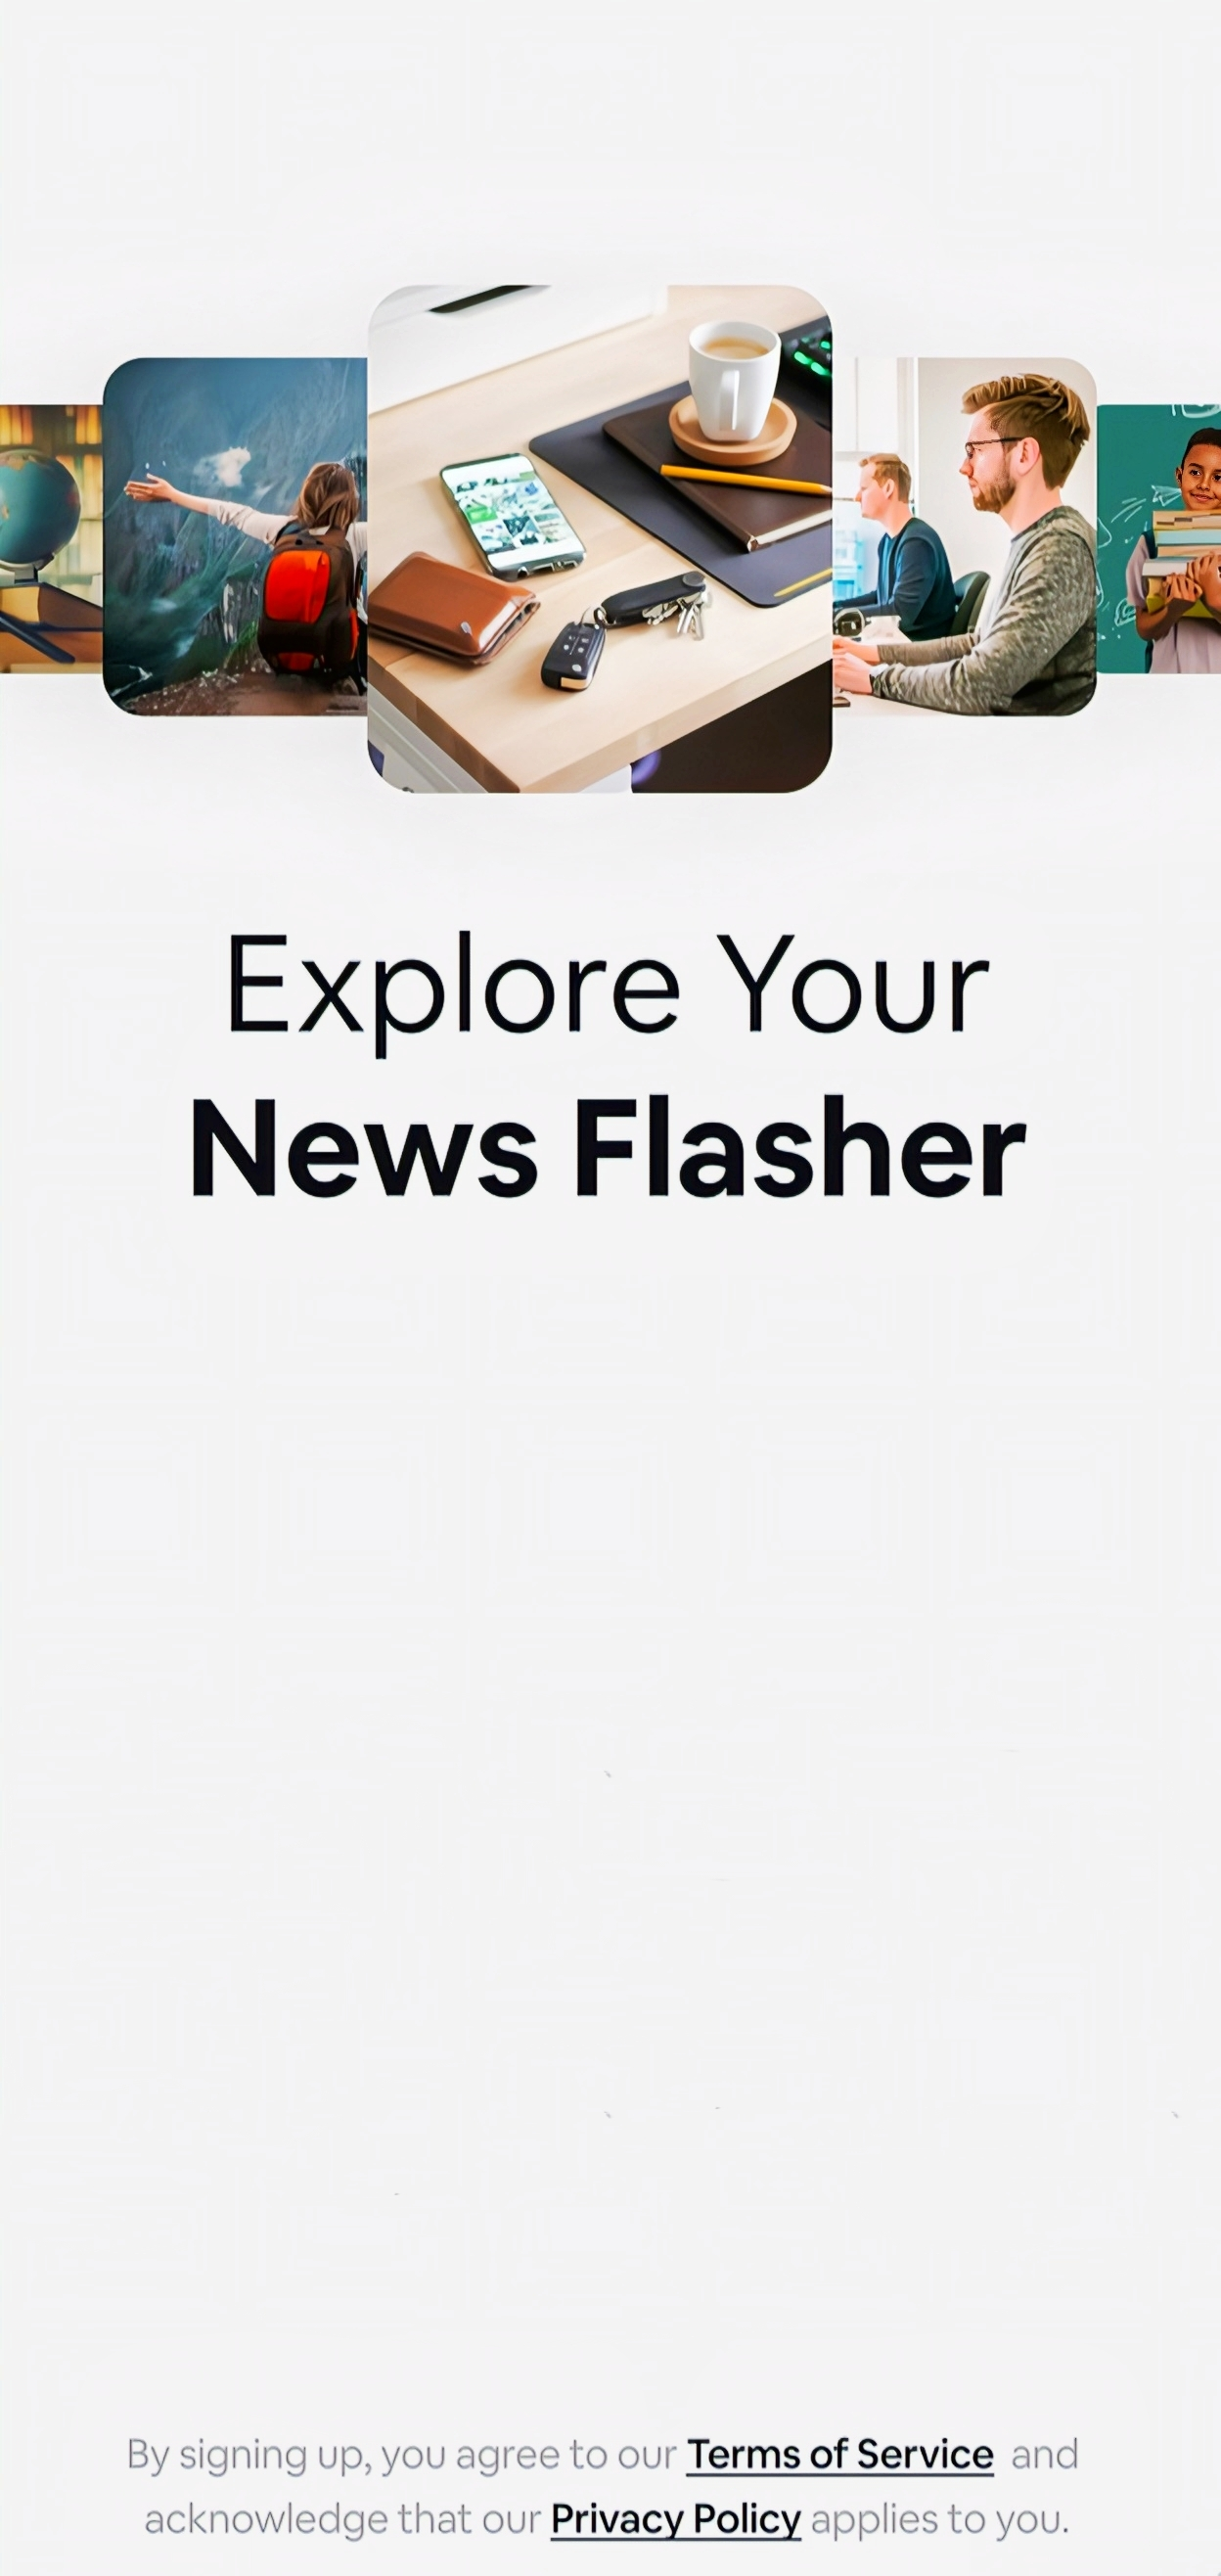 Explore Your
News Flasher
By signing up, you agree to our Terms of Service and
acknowledge that our Privacy Policy applies to you.